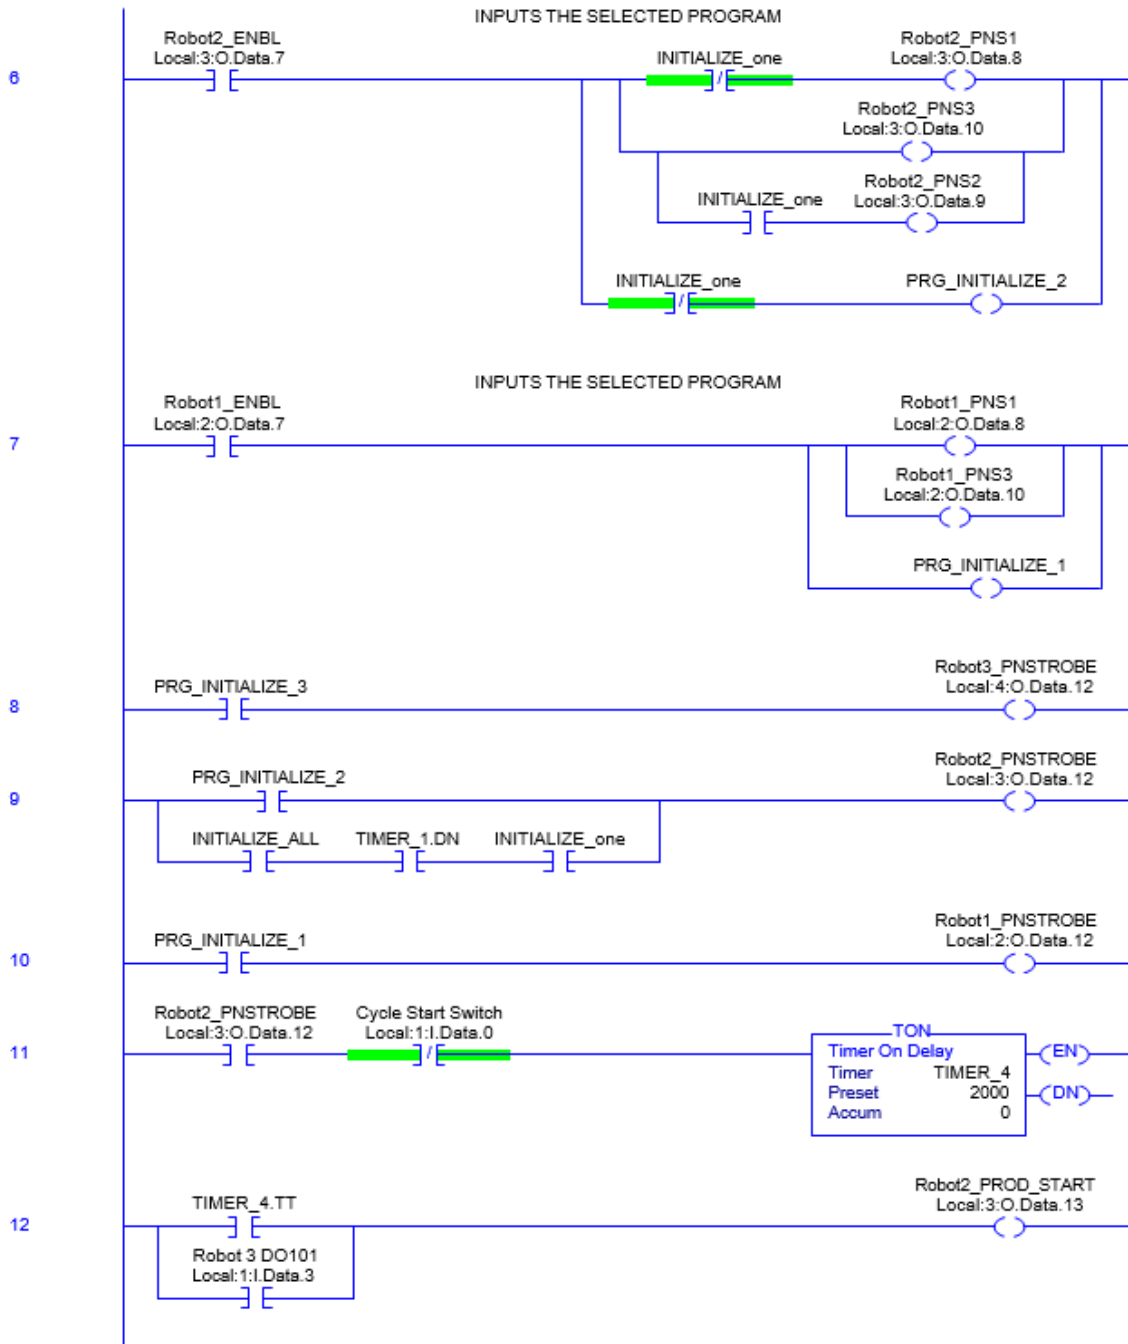 INPUTS THE SELECTED PROGRAM
Robot2_ENBL
Local:3:O.Data.7
INITIALIZE_one
Robot2_PNS1
Local:3:O.Data.8
6
Robot2_PNS3
Local:3:O.Data.10
INITIALIZE_one
Robot2_PNS2
Local:3:O.Data.9
INITIALIZE_one
PRG_INITIALIZE_2
INPUTS THE SELECTED PROGRAM
Robot1_ENBL
Local:2:O.Data.7
Robot1_PNS1
Local:2:O.Data.8
7
Robot1_PNS3
Local:2:O.Data.10
PRG_INITIALIZE_1
Robot3_PNSTROBE
Local:4:O.Data.12
PRG_INITIALIZE_3
8
Robot2_PNSTROBE
Local:3:O.Data.12
PRG_INITIALIZE_2
9
INITIALIZE_ALL TIMER_1.DN INITIALIZE_one
Robot1_PNSTROBE
Local:2:O.Data.12
PRG_INITIALIZE_1
10
Robot2_PNSTROBE
Local:3:O.Data.12
Cycle Start Switch
Local:1:I.Data.0
11
TON
Timer On Delay
Timer TIMER_4
Preset 2000
Accum 0
EN
DN
Robot2_PROD_START
Local:3:O.Data.13
TIMER_4.TT
12
Robot 3 DO101
Local:1:I.Data.3